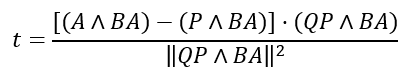 t = [(A ∧ BA) − (P ∧ BA)] · (QP ∧ BA) / ‖QP ∧ BA‖²